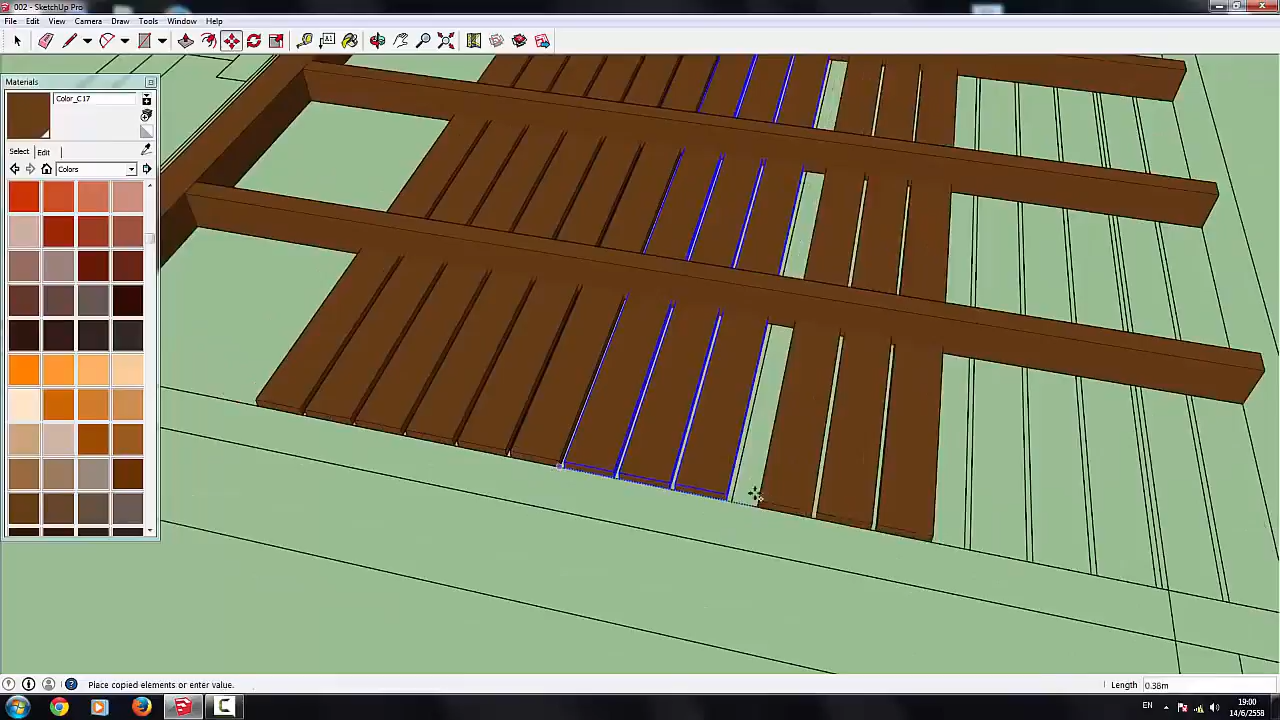 002 - SketchUp Pro
File Edit View Camera Draw Tools Window Help
Materials
Color_C17
Select Edit
Colors
Place copied elements or enter value.
Length 0.38m
EN
19:00
14/6/2558